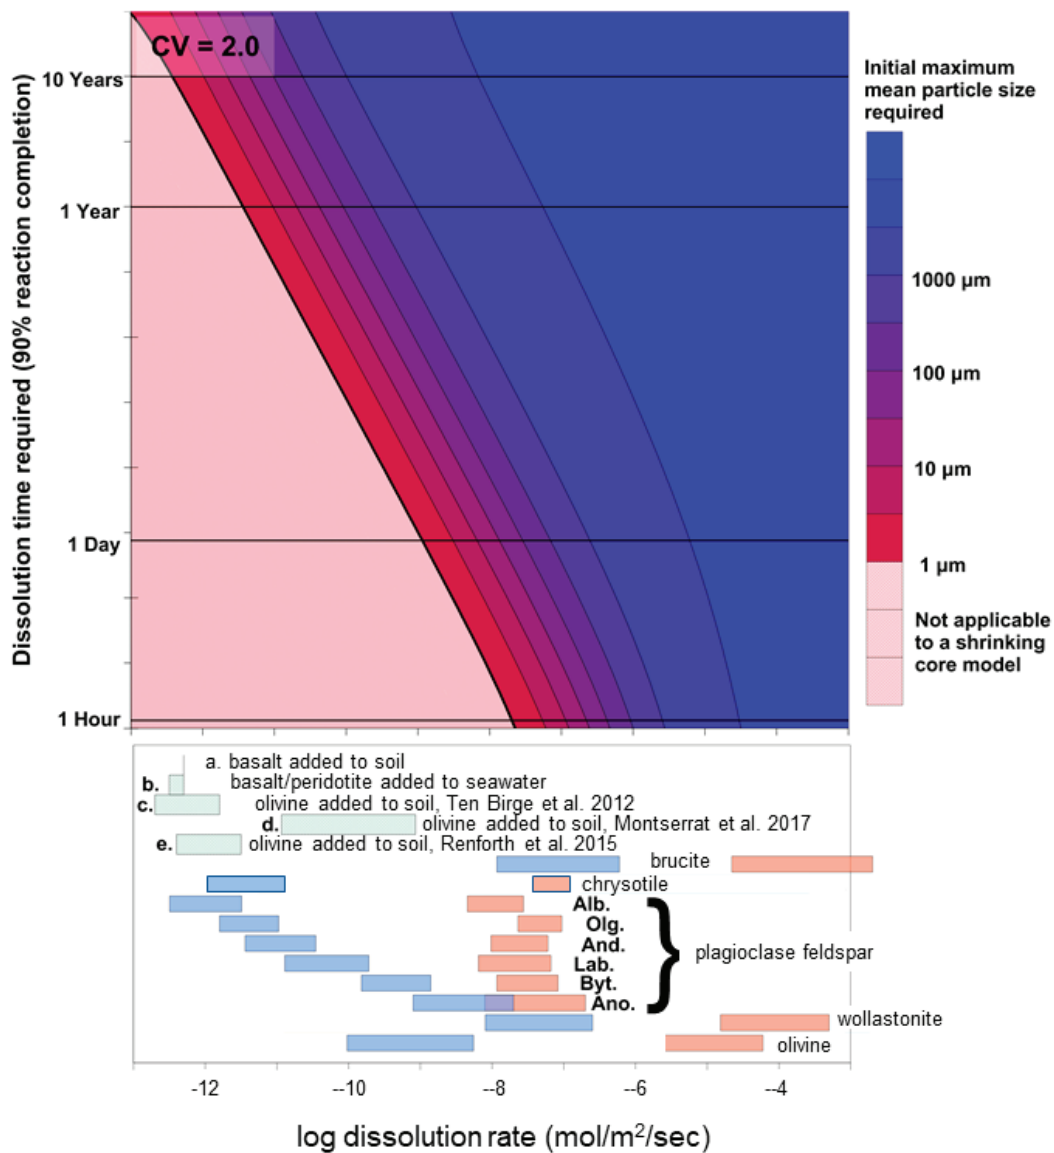 CV = 2.0
Dissolution time required (90% reaction completion)
10 Years
1 Year
1 Day
1 Hour
Initial maximum
mean particle size
required
1000 µm
100 µm
10 µm
1 µm
Not applicable
to a shrinking
core model
a. basalt added to soil
b. basalt/peridotite added to seawater
c. olivine added to soil, Ten Birge et al. 2012
d. olivine added to soil, Montserrat et al. 2017
e. olivine added to soil, Renforth et al. 2015
brucite
chrysotile
Alb.
Olg.
And.
Lab.
Byt.
Ano.
plagioclase feldspar
wollastonite
olivine
-12 --10 --8 --6 --4
log dissolution rate (mol/m²/sec)